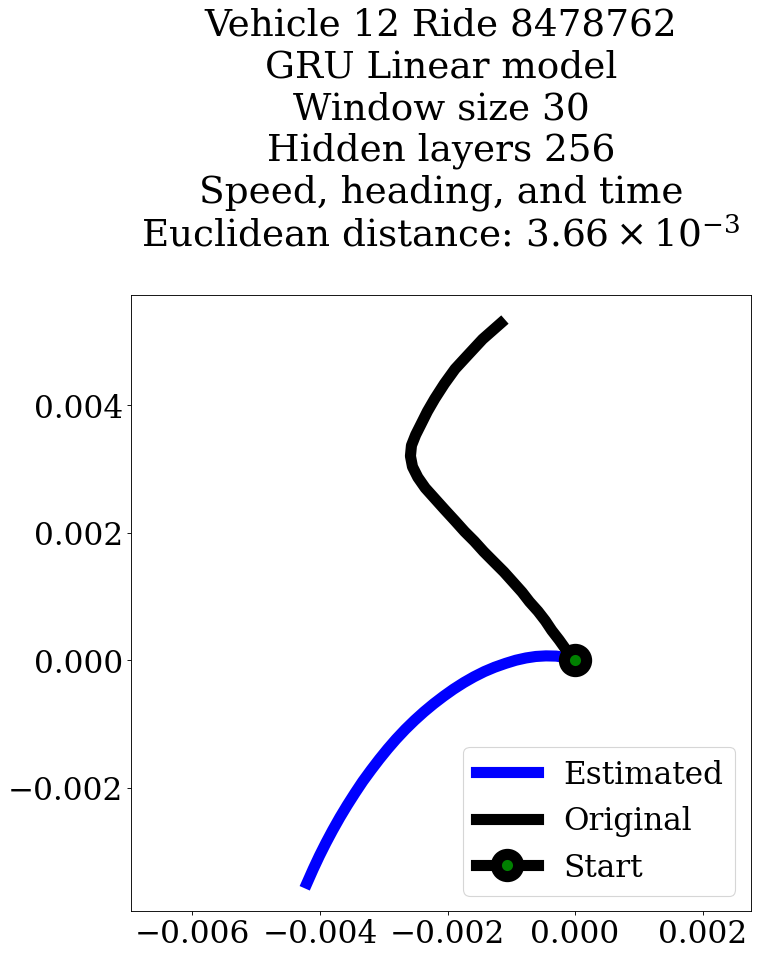 Vehicle 12 Ride 8478762
GRU Linear model
Window size 30
Hidden layers 256
Speed, heading, and time
Euclidean distance: 3.66 × 10⁻³
0.004
0.002
0.000
−0.002
Estimated
Original
Start
−0.006 −0.004 −0.002 0.000 0.002